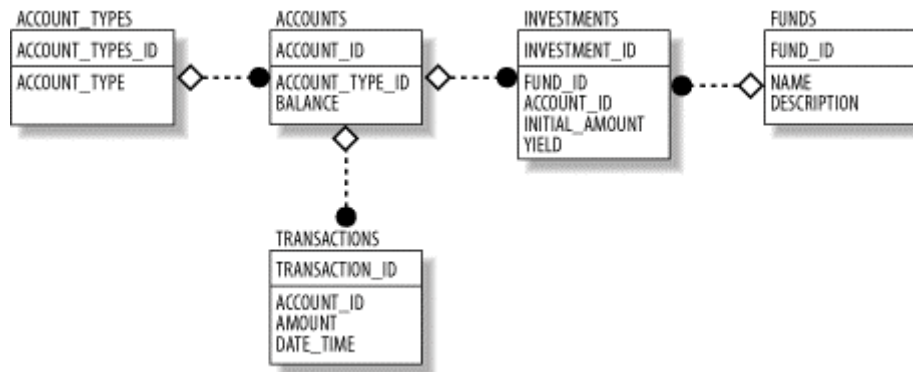 ACCOUNT_TYPES
ACCOUNT_TYPES_ID
ACCOUNT_TYPE
ACCOUNTS
ACCOUNT_ID
ACCOUNT_TYPE_ID
BALANCE
INVESTMENTS
INVESTMENT_ID
FUND_ID
ACCOUNT_ID
INITIAL_AMOUNT
YIELD
FUNDS
FUND_ID
NAME
DESCRIPTION
TRANSACTIONS
TRANSACTION_ID
ACCOUNT_ID
AMOUNT
DATE_TIME